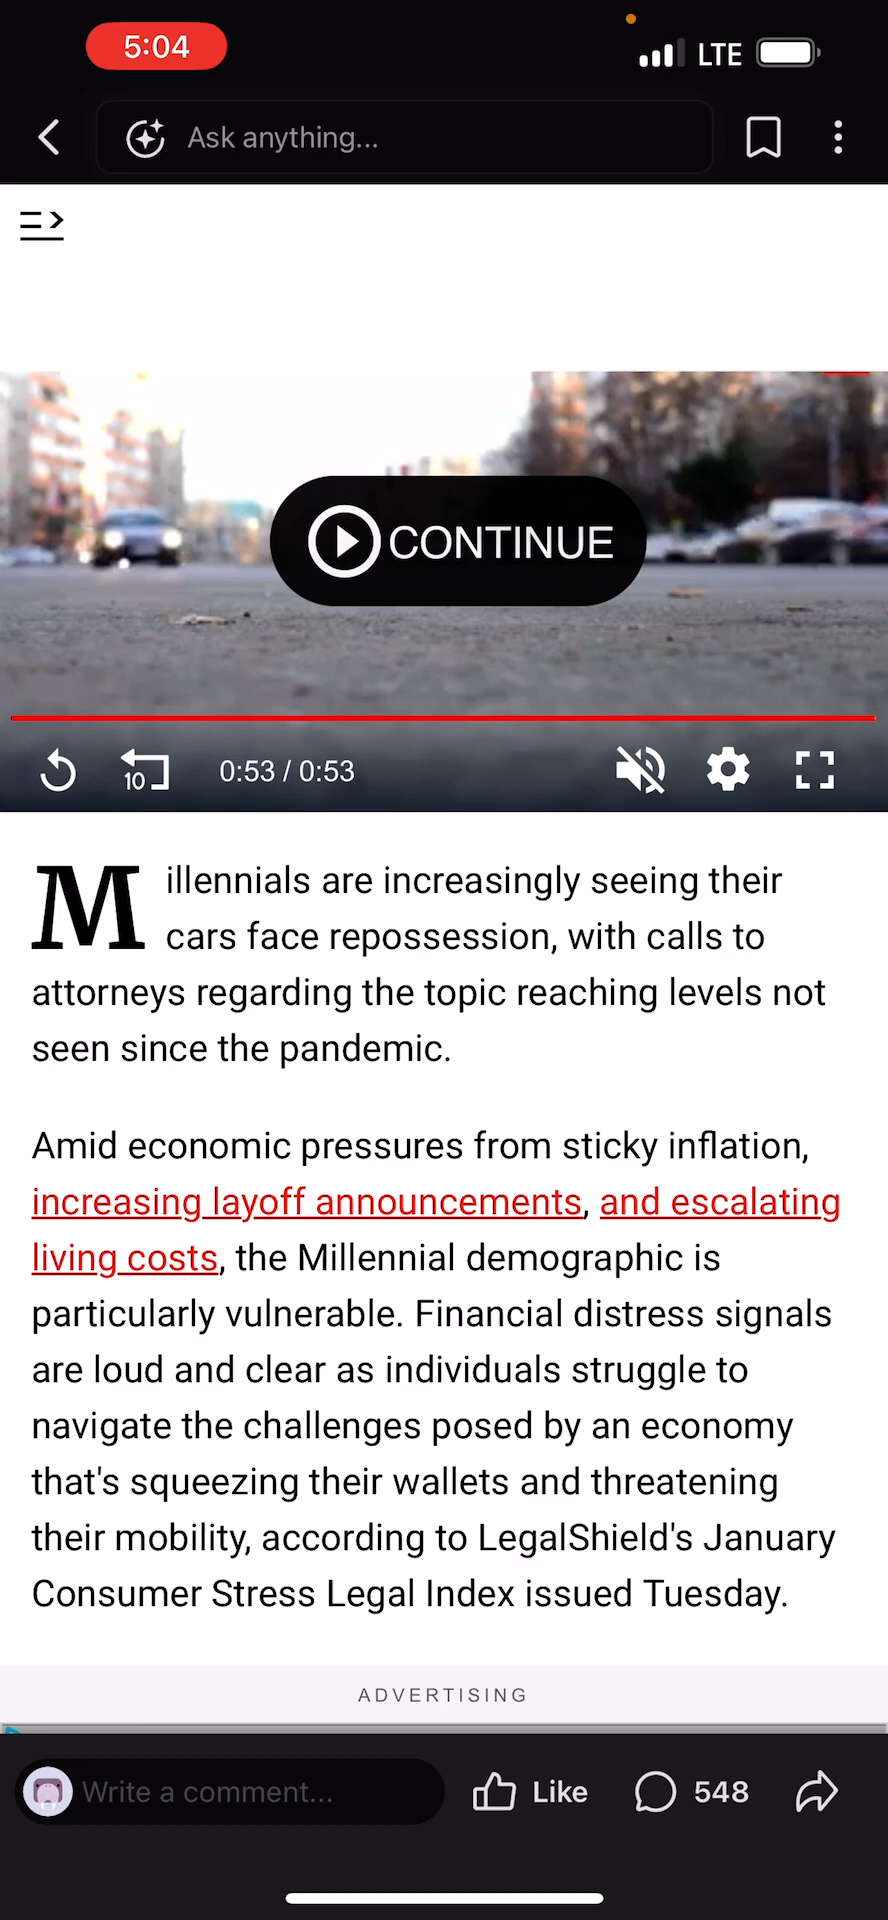 5:04
LTE
Ask anything...
CONTINUE
10
0:53 / 0:53
Millennials are increasingly seeing their
cars face repossession, with calls to
attorneys regarding the topic reaching levels not
seen since the pandemic.
Amid economic pressures from sticky inflation,
increasing layoff announcements, and escalating
living costs, the Millennial demographic is
particularly vulnerable. Financial distress signals
are loud and clear as individuals struggle to
navigate the challenges posed by an economy
that's squeezing their wallets and threatening
their mobility, according to LegalShield's January
Consumer Stress Legal Index issued Tuesday.
ADVERTISING
Write a comment...
Like
548